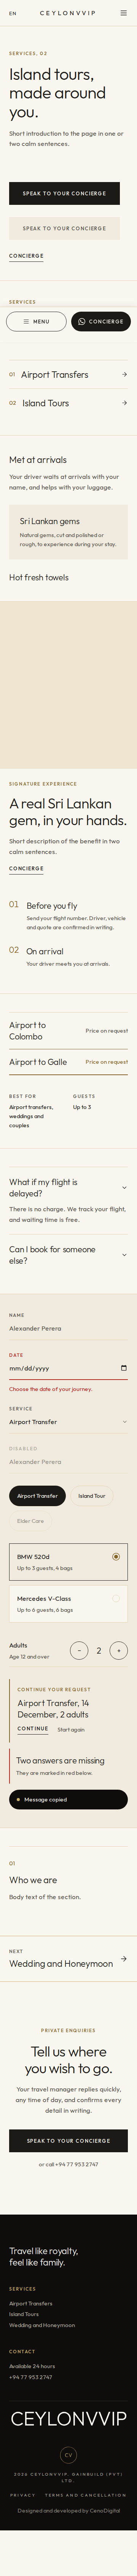 EN
CEYLONVVIP
SERVICES, 02
Island tours,
made around
you.
Short introduction to the page in one or
two calm sentences.
SPEAK TO YOUR CONCIERGE
SPEAK TO YOUR CONCIERGE
CONCIERGE
SERVICES
MENU
CONCIERGE
01 Airport Transfers
02 Island Tours
Met at arrivals
Your driver waits at arrivals with your
name, and helps with your luggage.
Sri Lankan gems
Natural gems, cut and polished or
rough, to experience during your stay.
Hot fresh towels
SIGNATURE EXPERIENCE
A real Sri Lankan
gem, in your hands.
Short description of the benefit in two
calm sentences.
CONCIERGE
01 Before you fly
Send your flight number. Driver, vehicle
and quote are confirmed in writing.
02 On arrival
Your driver meets you at arrivals.
Airport to
Colombo
Price on request
Airport to Galle
Price on request
BEST FOR
Airport transfers,
weddings and
couples
GUESTS
Up to 3
What if my flight is
delayed?
There is no charge. We track your flight,
and waiting time is free.
Can I book for someone
else?
NAME
Alexander Perera
DATE
mm/dd/yyyy
Choose the date of your journey.
SERVICE
Airport Transfer
DISABLED
Alexander Perera
Airport Transfer
Island Tour
Elder Care
BMW 520d
Up to 3 guests, 4 bags
Mercedes V-Class
Up to 6 guests, 6 bags
Adults
Age 12 and over
− 2 +
CONTINUE YOUR REQUEST
Airport Transfer, 14
December, 2 adults
CONTINUE
Start again
Two answers are missing
They are marked in red below.
Message copied
01
Who we are
Body text of the section.
NEXT
Wedding and Honeymoon
PRIVATE ENQUIRIES
Tell us where
you wish to go.
Your travel manager replies quickly,
any time of day, and confirms every
detail in writing.
SPEAK TO YOUR CONCIERGE
or call +94 77 953 2747
Travel like royalty,
feel like family.
SERVICES
Airport Transfers
Island Tours
Wedding and Honeymoon
CONTACT
Available 24 hours
+94 77 953 2747
CEYLONVVIP
CV
2026 CEYLONVVIP. RAINBUILD (PVT)
LTD.
PRIVACY
TERMS AND CANCELLATION
Designed and developed by CenoDigital